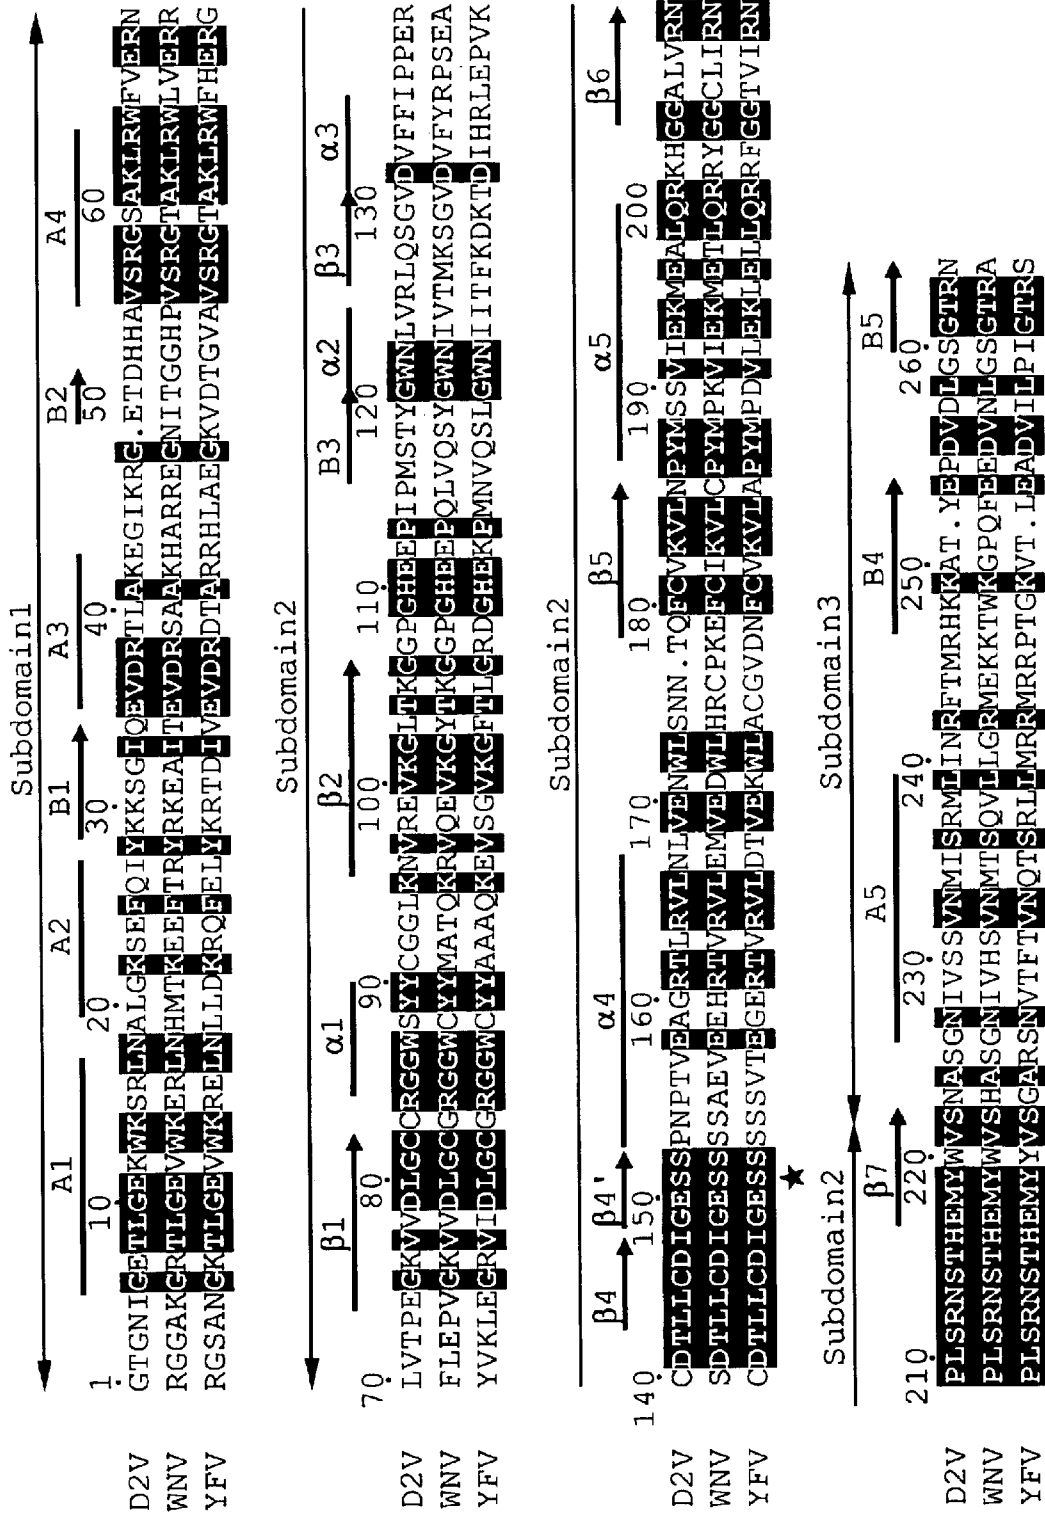 Subdomain1
A1 A2 B1 A3 B2 A4
1 10 20 30 40 50 60
D2V GTGNIGETLGEKWKSRLNALGKSEFQIYKKSGIQEVDRTLAKEGIKRG.ETDHHAVSRGSAKLRWFVERN
WNV RGGAKGRTLGEVWKERLNHMTKEEFTRYRKEAITEVDRSAAKHARREGNITGGHPVSRGTAKLRWLVERR
YFV RGSANGKTLGEVWKRELNLLDKRQFELYKRTDIVEVDRDTARRHLAEGKVDTGVAVSRGTAKLRWFHERG
Subdomain2
β1 α1 β2 B3 α2 β3 α3
70 80 90 100 110 120 130
D2V LVTPEGKVVDLGCCRGGWSYYCGGLKNVREVKGLTKGGPGHEEPIPMSTYGWNLVRLQSGVDVFFIPPER
WNV FLEPVGKVVDLGCGRGGWCYYMATQKRVQEVKGYTKGGPGHEEPQLVQSYGWNIVTMKSGVDVFYRPSEA
YFV YVKLEGRVIDLGCGRGGWCYYAAAQKEVSGVKGFTLGRDGHEKPMNVQSLGWNIITFKDKTDIHRLEPVK
Subdomain2
β4 β4' α4 β5 α5 β6
140 150 160 170 180 190 200
D2V CDTLLCDIGESSPNPTVEAGRTLRVLNLVENWLSNN.TQFCVKVLNPYMSSVIEKMEALQRKHGGALVRN
WNV SDTLLCDIGESSSSAEVEEHRTVRVLEMVEDWLHRCPKEFCIKVLCPYMPKVIEKMETLQRRYGGCLIRN
YFV CDTLLCDIGESSSSSVTEGERTVRVLDTVEKWLACGVDNFCVKVLAPYMPDVLEKLELLQRRFGGTVIRN
★
Subdomain2 Subdomain3
β7 A5 B4 B5
210 220 230 240 250 260
D2V PLSRNSTHEMYWVSNASGNIVSSVNMISRMLINRFTMRHKKAT.YEPDVDLGSGTRN
WNV PLSRNSTHEMYWVSHASGNIVHSVNMTSQVLLGRMEKKTWKGPQFEEDVNLGSGTRA
YFV PLSRNSTHEMYYVSGARSNVTFTVNQTSRLLMRRMRRPTGKVT.LEADVILPIGTRS